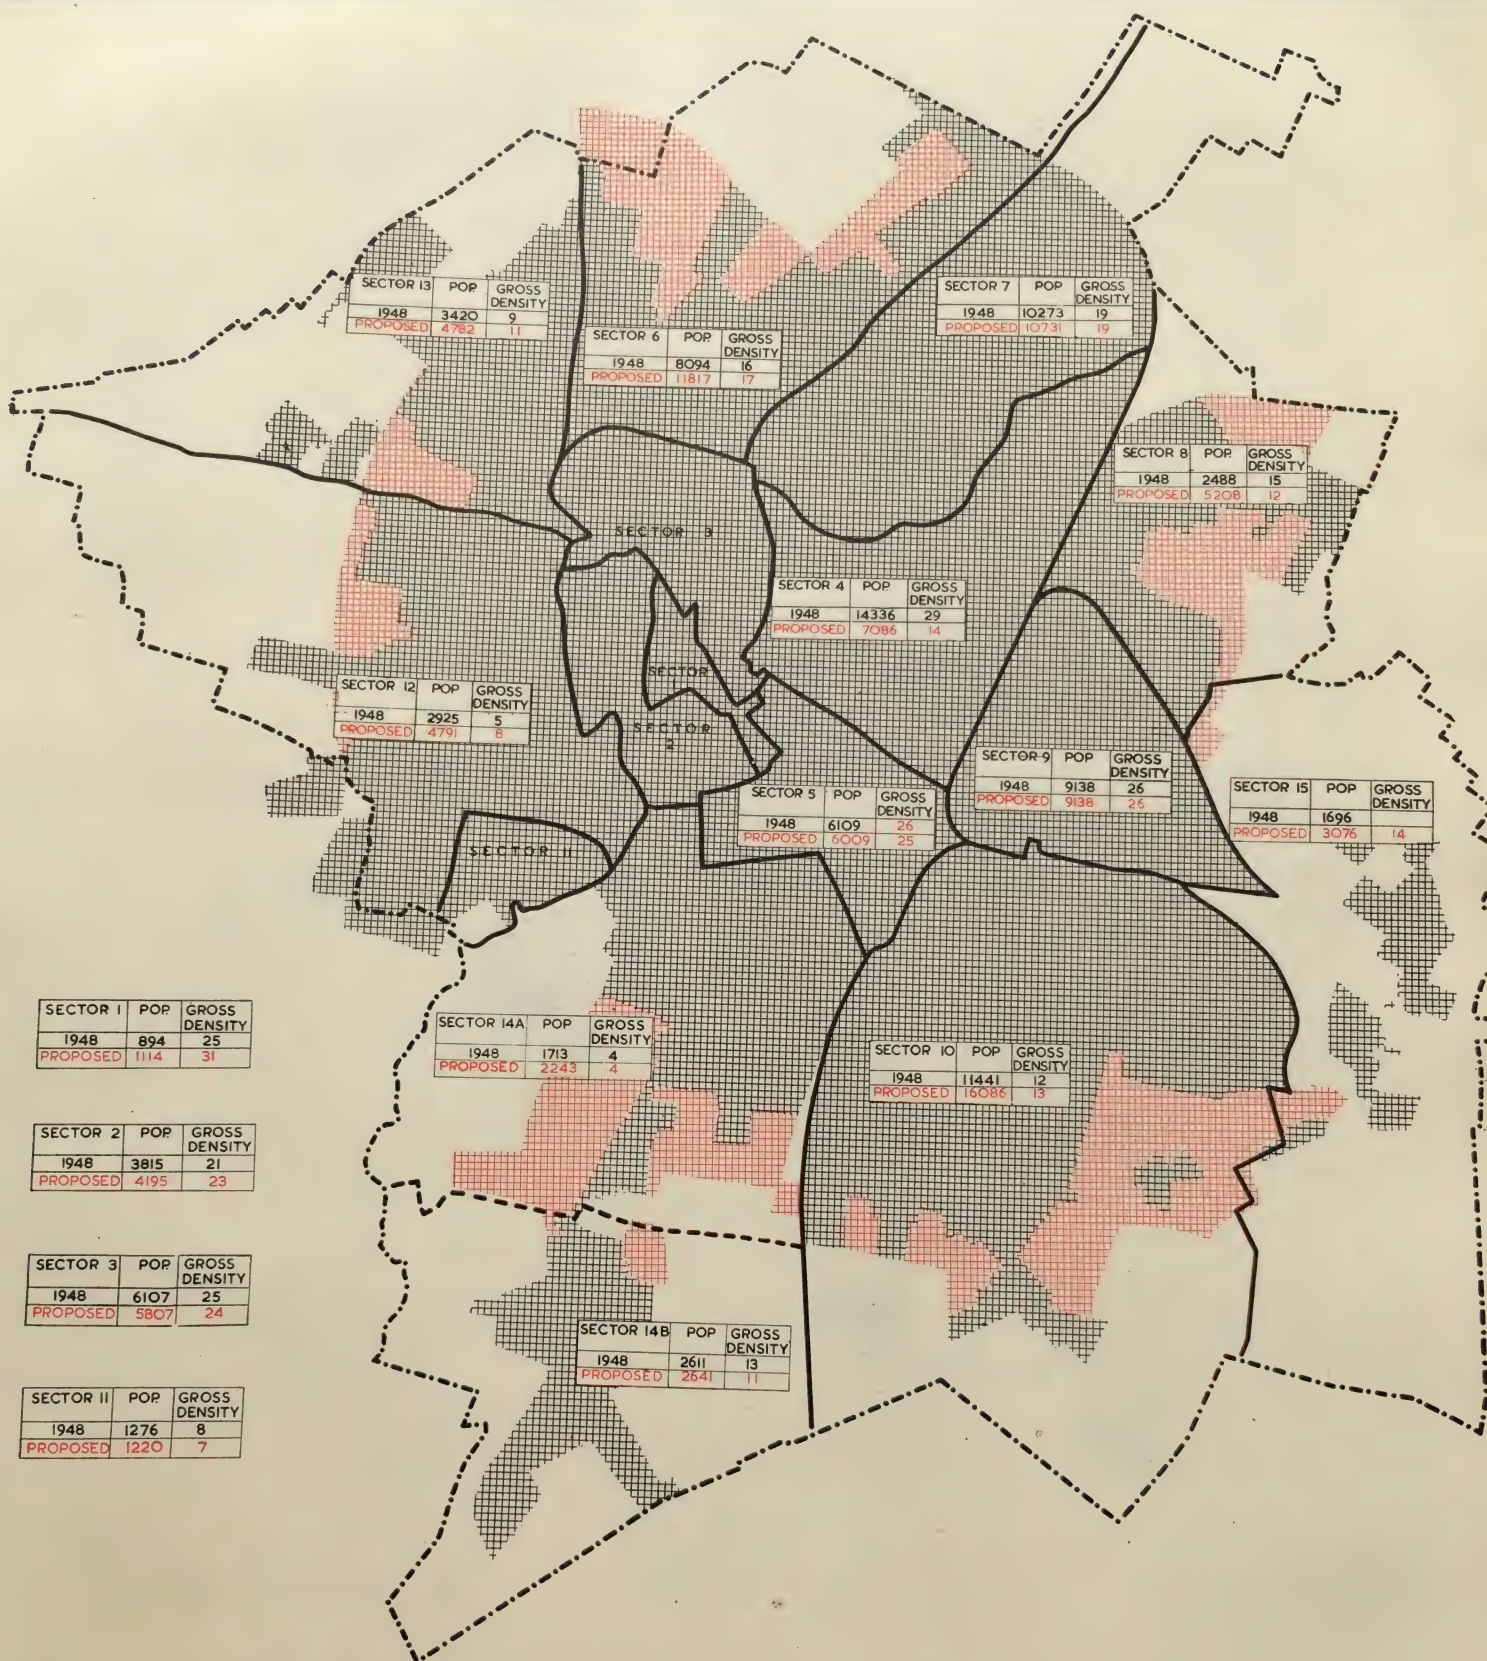 SECTOR 13 POP. GROSS DENSITY
1948 3420 9
PROPOSED 4782 11
SECTOR 7 POP GROSS DENSITY
1948 10273 19
PROPOSED 10731 19
SECTOR 6 POP. GROSS DENSITY
1948 8094 16
PROPOSED 11817 17
SECTOR 8 POP. GROSS DENSITY
1948 2488 15
PROPOSED 5208 12
SECTOR 3
SECTOR 4 POP. GROSS DENSITY
1948 14336 29
PROPOSED 7086 14
SECTOR
1
SECTOR 12 POP GROSS DENSITY
1948 2925 5
PROPOSED 4791 8
SECTOR
2
SECTOR 9 POP GROSS DENSITY
1948 9138 26
PROPOSED 9138 26
SECTOR 5 POP GROSS DENSITY
1948 6109 26
PROPOSED 6009 25
SECTOR 15 POP GROSS DENSITY
1948 1696
PROPOSED 3076 14
SECTOR 11
SECTOR 1 POP. GROSS DENSITY
1948 894 25
PROPOSED 1114 31
SECTOR 14A POP GROSS DENSITY
1948 1713 4
PROPOSED 2243 4
SECTOR 10 POP GROSS DENSITY
1948 11441 12
PROPOSED 16086 13
SECTOR 2 POP. GROSS DENSITY
1948 3815 21
PROPOSED 4195 23
SECTOR 3 POP. GROSS DENSITY
1948 6107 25
PROPOSED 5807 24
SECTOR 14B POP GROSS DENSITY
1948 2611 13
PROPOSED 2641 11
SECTOR 11 POP. GROSS DENSITY
1948 1276 8
PROPOSED 1220 7